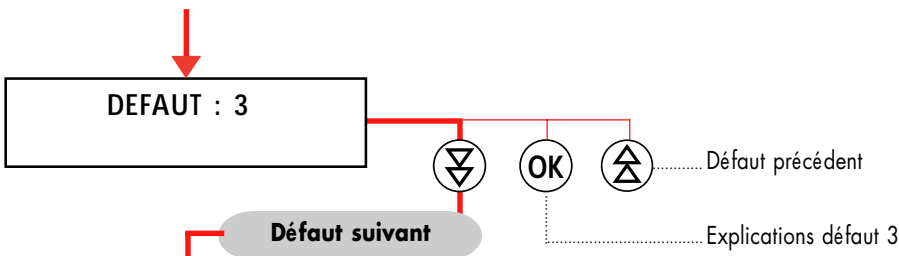 DEFAUT : 3
OK
Défaut précédent
Défaut suivant
Explications défaut 3